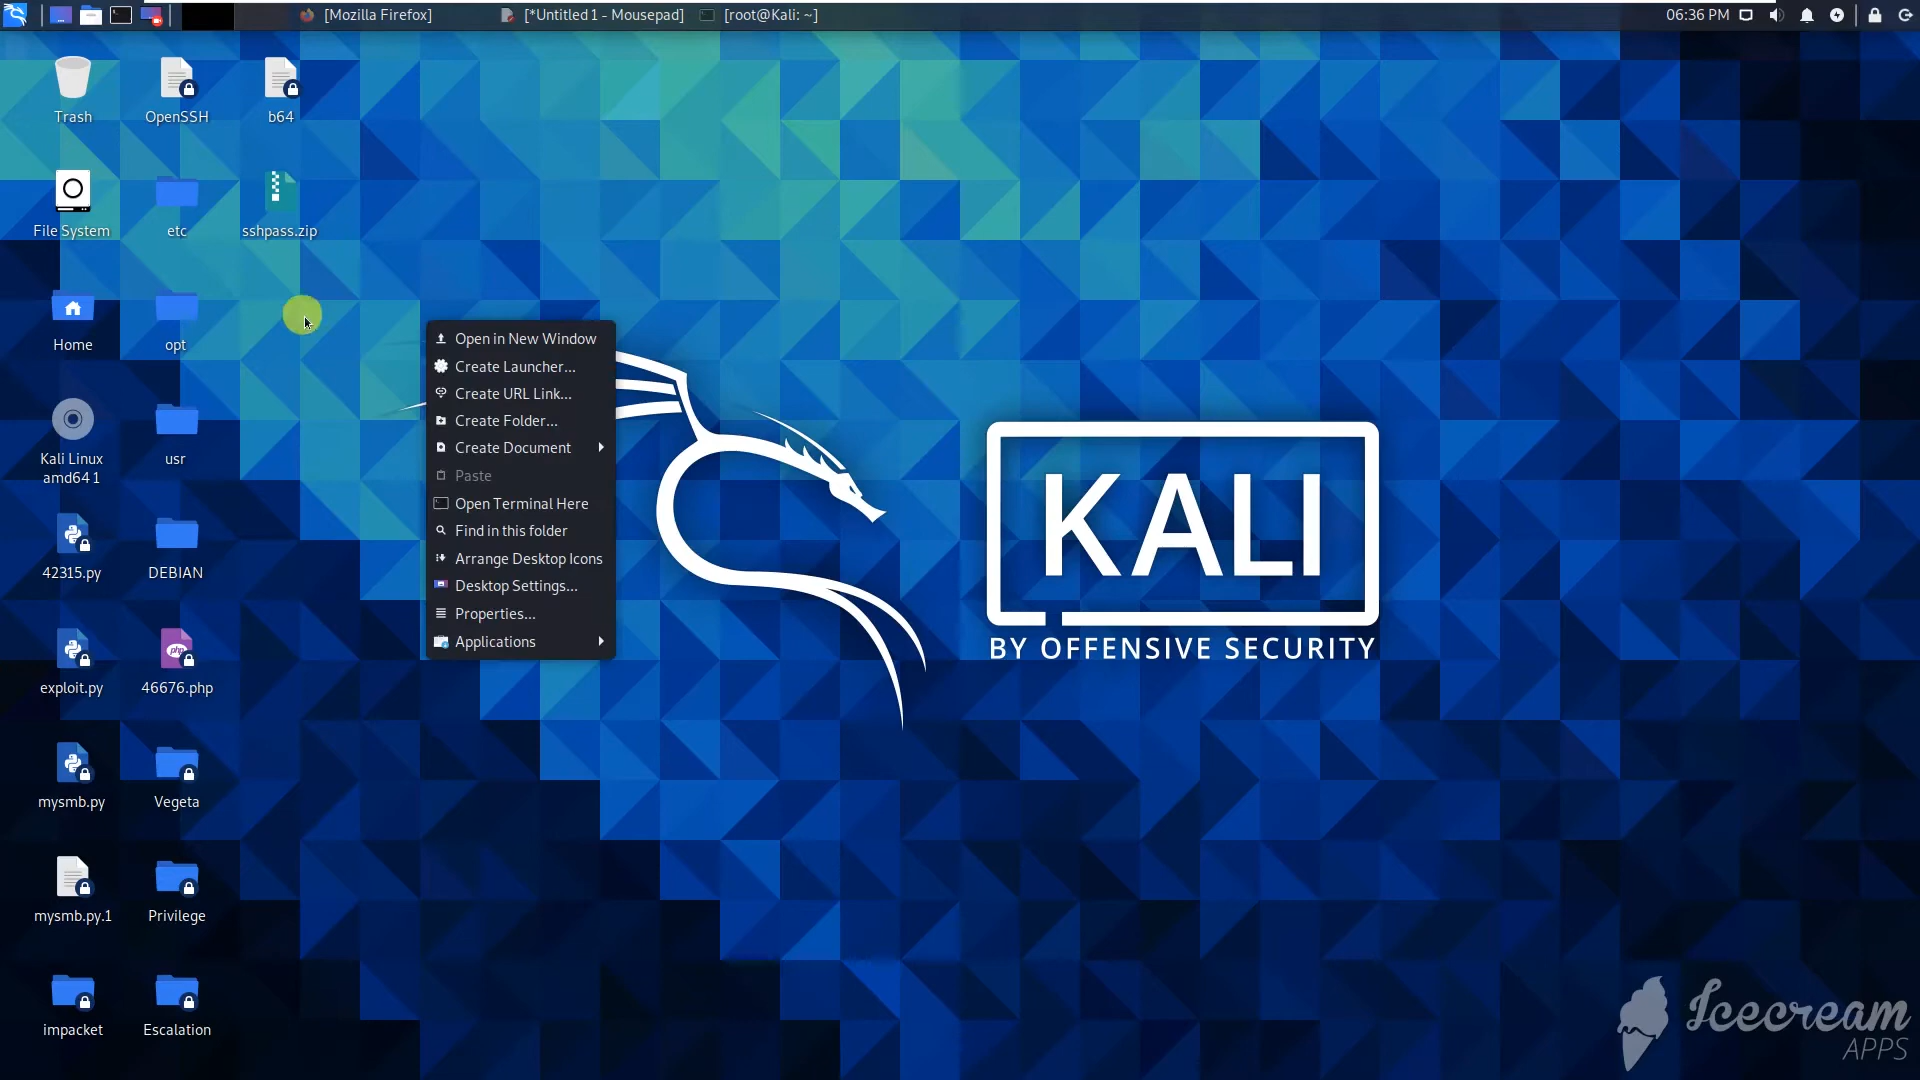 [Mozilla Firefox]
[*Untitled 1 - Mousepad]
[root@Kali: ~]
06:36 PM
Trash
OpenSSH
b64
File System
etc
sshpass.zip
Home
opt
Kali Linux
amd64 1
usr
42315.py
DEBIAN
exploit.py
php
46676.php
mysmb.py
Vegeta
mysmb.py.1
Privilege
impacket
Escalation
Open in New Window
Create Launcher...
Create URL Link...
Create Folder...
Create Document
Paste
Open Terminal Here
Find in this folder
Arrange Desktop Icons
Desktop Settings...
Properties...
Applications
KALI
BY OFFENSIVE SECURITY
Icecream
APPS